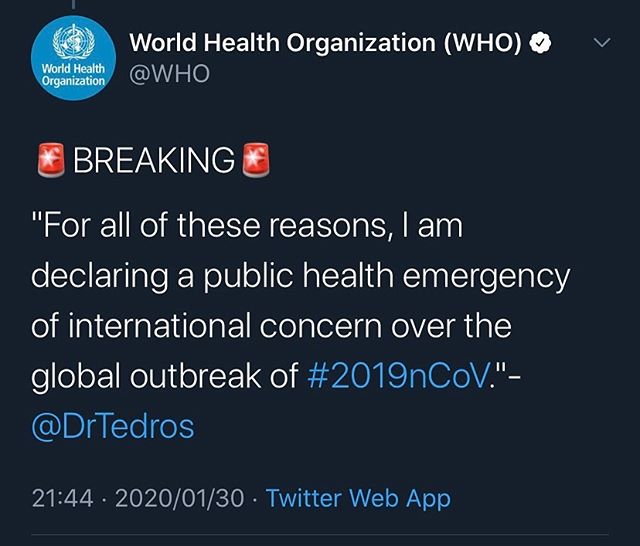 World Health
Organization
World Health Organization (WHO)
@WHO
🚨BREAKING🚨
"For all of these reasons, I am
declaring a public health emergency
of international concern over the
global outbreak of #2019nCoV."-
@DrTedros
21:44 · 2020/01/30 · Twitter Web App